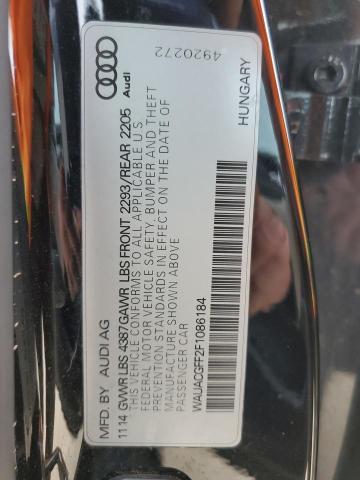 MFD. BY AUDI AG
11 14 GVWR LBS 4387GAWR LBS FRONT 2293/REAR 2205
THIS VEHICLE CONFORMS TO ALL APPLICABLE U.S.
FEDERAL MOTOR VEHICLE SAFETY, BUMPER AND THEFT
PREVENTION STANDARDS IN EFFECT ON THE DATE OF
MANUFACTURE SHOWN ABOVE
PASSENGER CAR
WAUACGFF2F1086184
HUNGARY
Audi
4920272